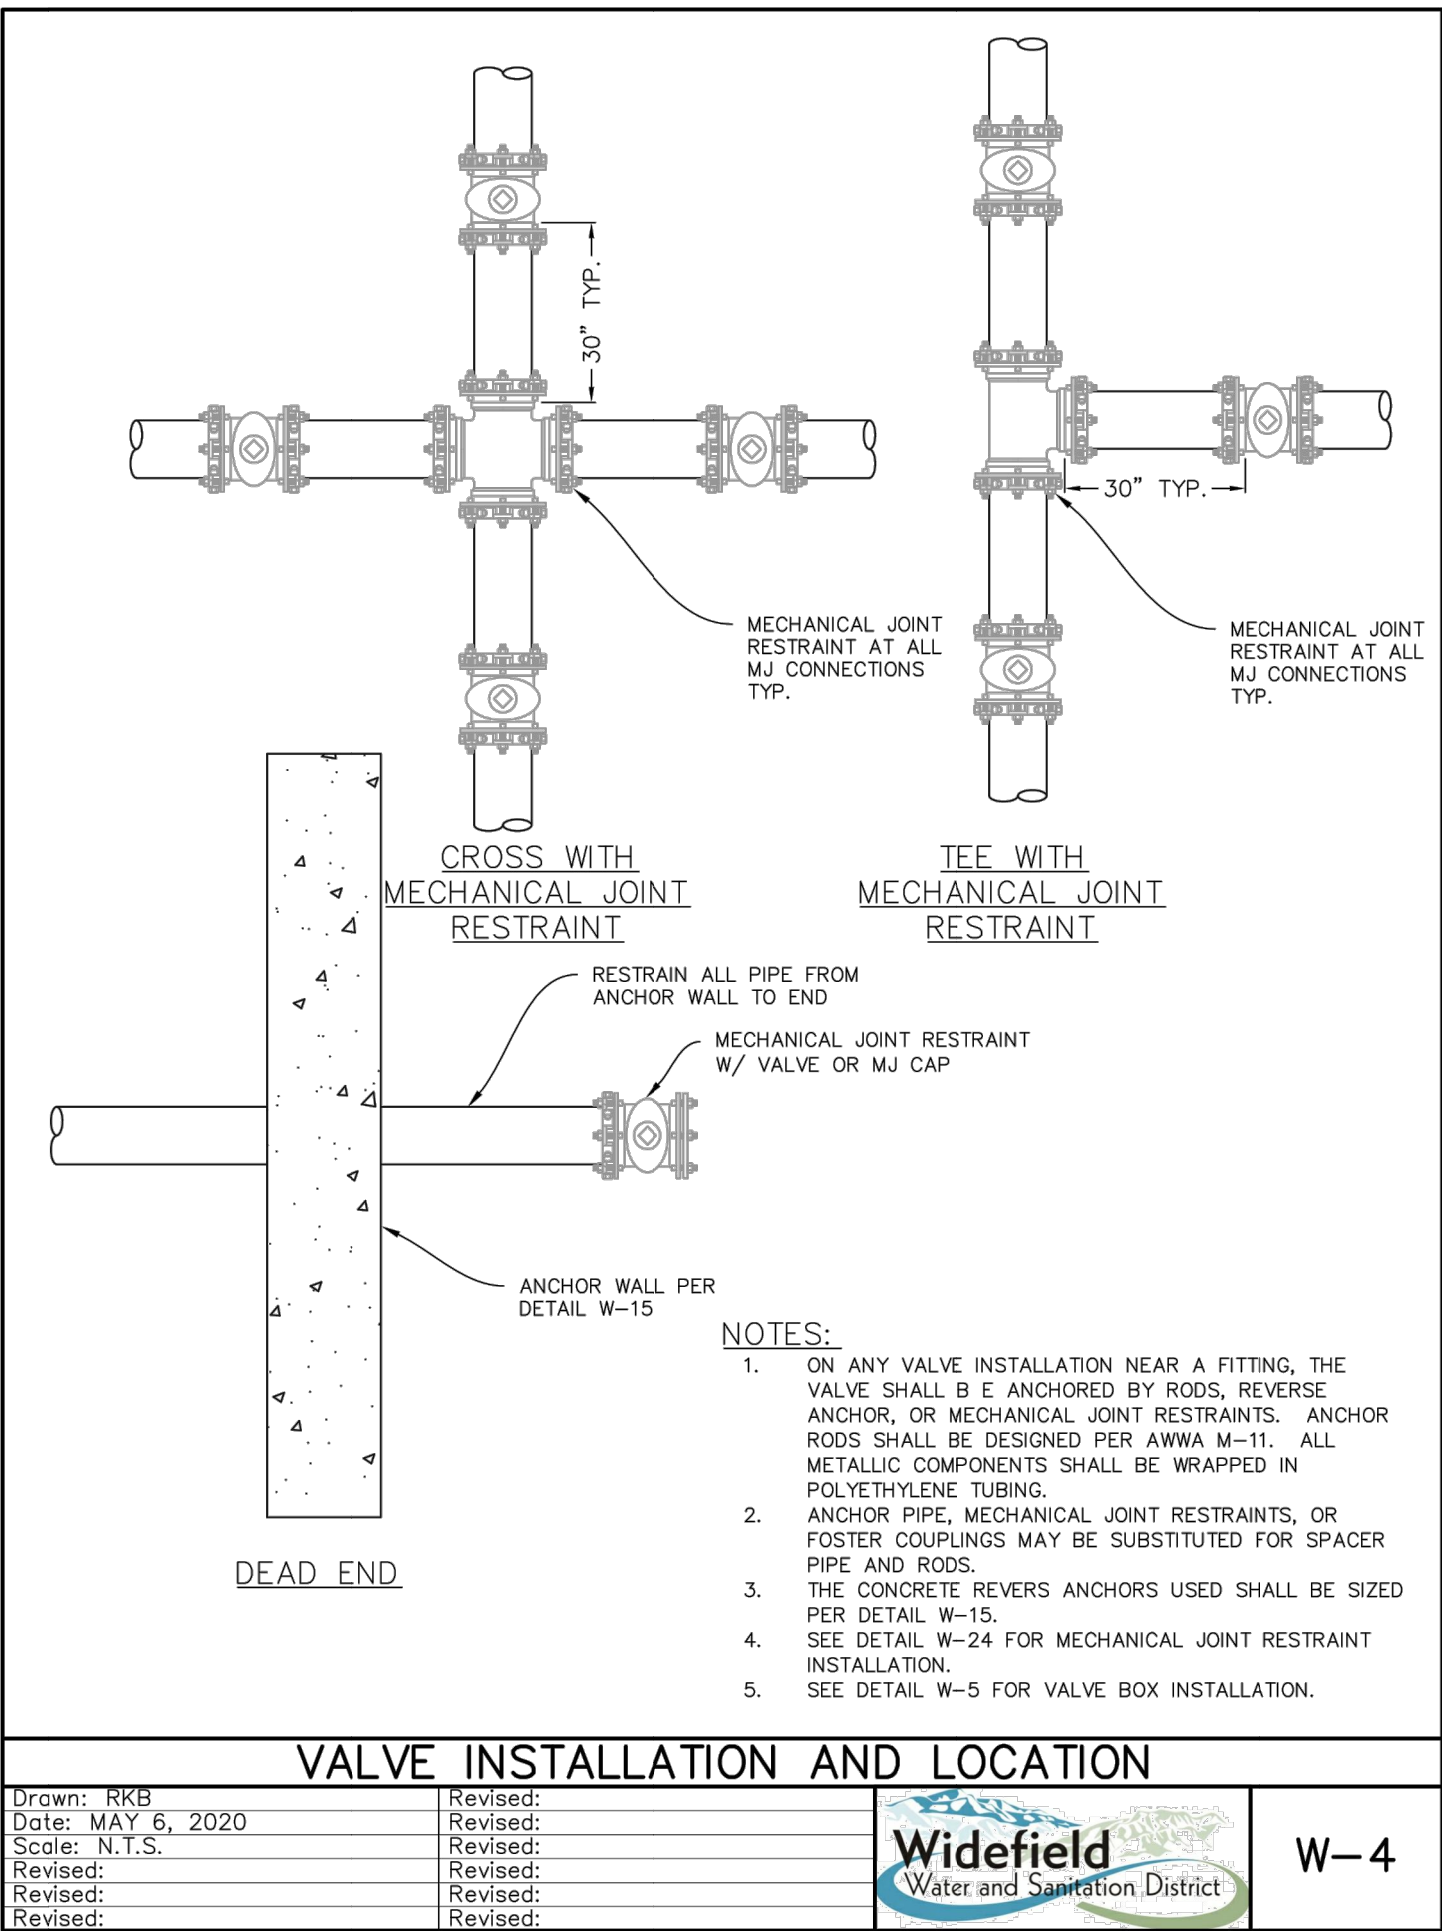 30" TYP.
30" TYP.
MECHANICAL JOINT
RESTRAINT AT ALL
MJ CONNECTIONS
TYP.
MECHANICAL JOINT
RESTRAINT AT ALL
MJ CONNECTIONS
TYP.
CROSS WITH
MECHANICAL JOINT
RESTRAINT
TEE WITH
MECHANICAL JOINT
RESTRAINT
RESTRAIN ALL PIPE FROM
ANCHOR WALL TO END
MECHANICAL JOINT RESTRAINT
W/ VALVE OR MJ CAP
ANCHOR WALL PER
DETAIL W-15
DEAD END
NOTES:
1. ON ANY VALVE INSTALLATION NEAR A FITTING, THE
VALVE SHALL B E ANCHORED BY RODS, REVERSE
ANCHOR, OR MECHANICAL JOINT RESTRAINTS. ANCHOR
RODS SHALL BE DESIGNED PER AWWA M-11. ALL
METALLIC COMPONENTS SHALL BE WRAPPED IN
POLYETHYLENE TUBING.
2. ANCHOR PIPE, MECHANICAL JOINT RESTRAINTS, OR
FOSTER COUPLINGS MAY BE SUBSTITUTED FOR SPACER
PIPE AND RODS.
3. THE CONCRETE REVERS ANCHORS USED SHALL BE SIZED
PER DETAIL W-15.
4. SEE DETAIL W-24 FOR MECHANICAL JOINT RESTRAINT
INSTALLATION.
5. SEE DETAIL W-5 FOR VALVE BOX INSTALLATION.
VALVE INSTALLATION AND LOCATION
Drawn: RKB
Date: MAY 6, 2020
Scale: N.T.S.
Revised:
Revised:
Revised:
Revised:
Revised:
Revised:
Revised:
Revised:
Revised:
Widefield
Water and Sanitation District
W-4